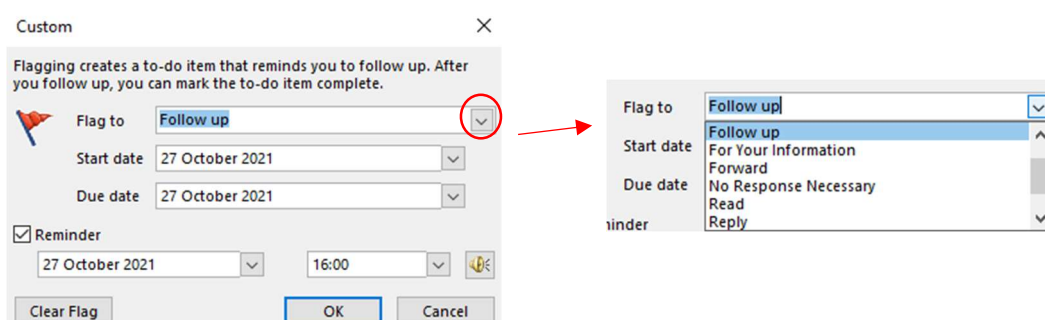 Custom
Flagging creates a to-do item that reminds you to follow up. After
you follow up, you can mark the to-do item complete.
Flag to Follow up
Start date 27 October 2021
Due date 27 October 2021
Reminder
27 October 2021 16:00
Clear Flag OK Cancel
Flag to Follow up
Follow up
Start date For Your Information
Forward
Due date No Response Necessary
Read
inder Reply